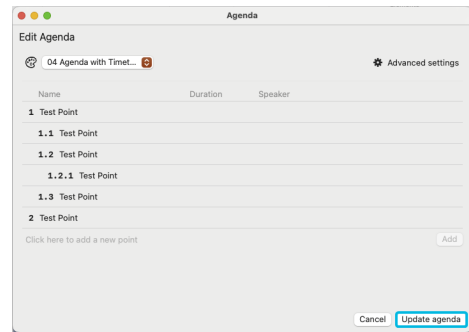 Agenda
Edit Agenda
04 Agenda with Timet... Advanced settings
Name Duration Speaker
1 Test Point
1.1 Test Point
1.2 Test Point
1.2.1 Test Point
1.3 Test Point
2 Test Point
Click here to add a new point Add
Cancel Update agenda